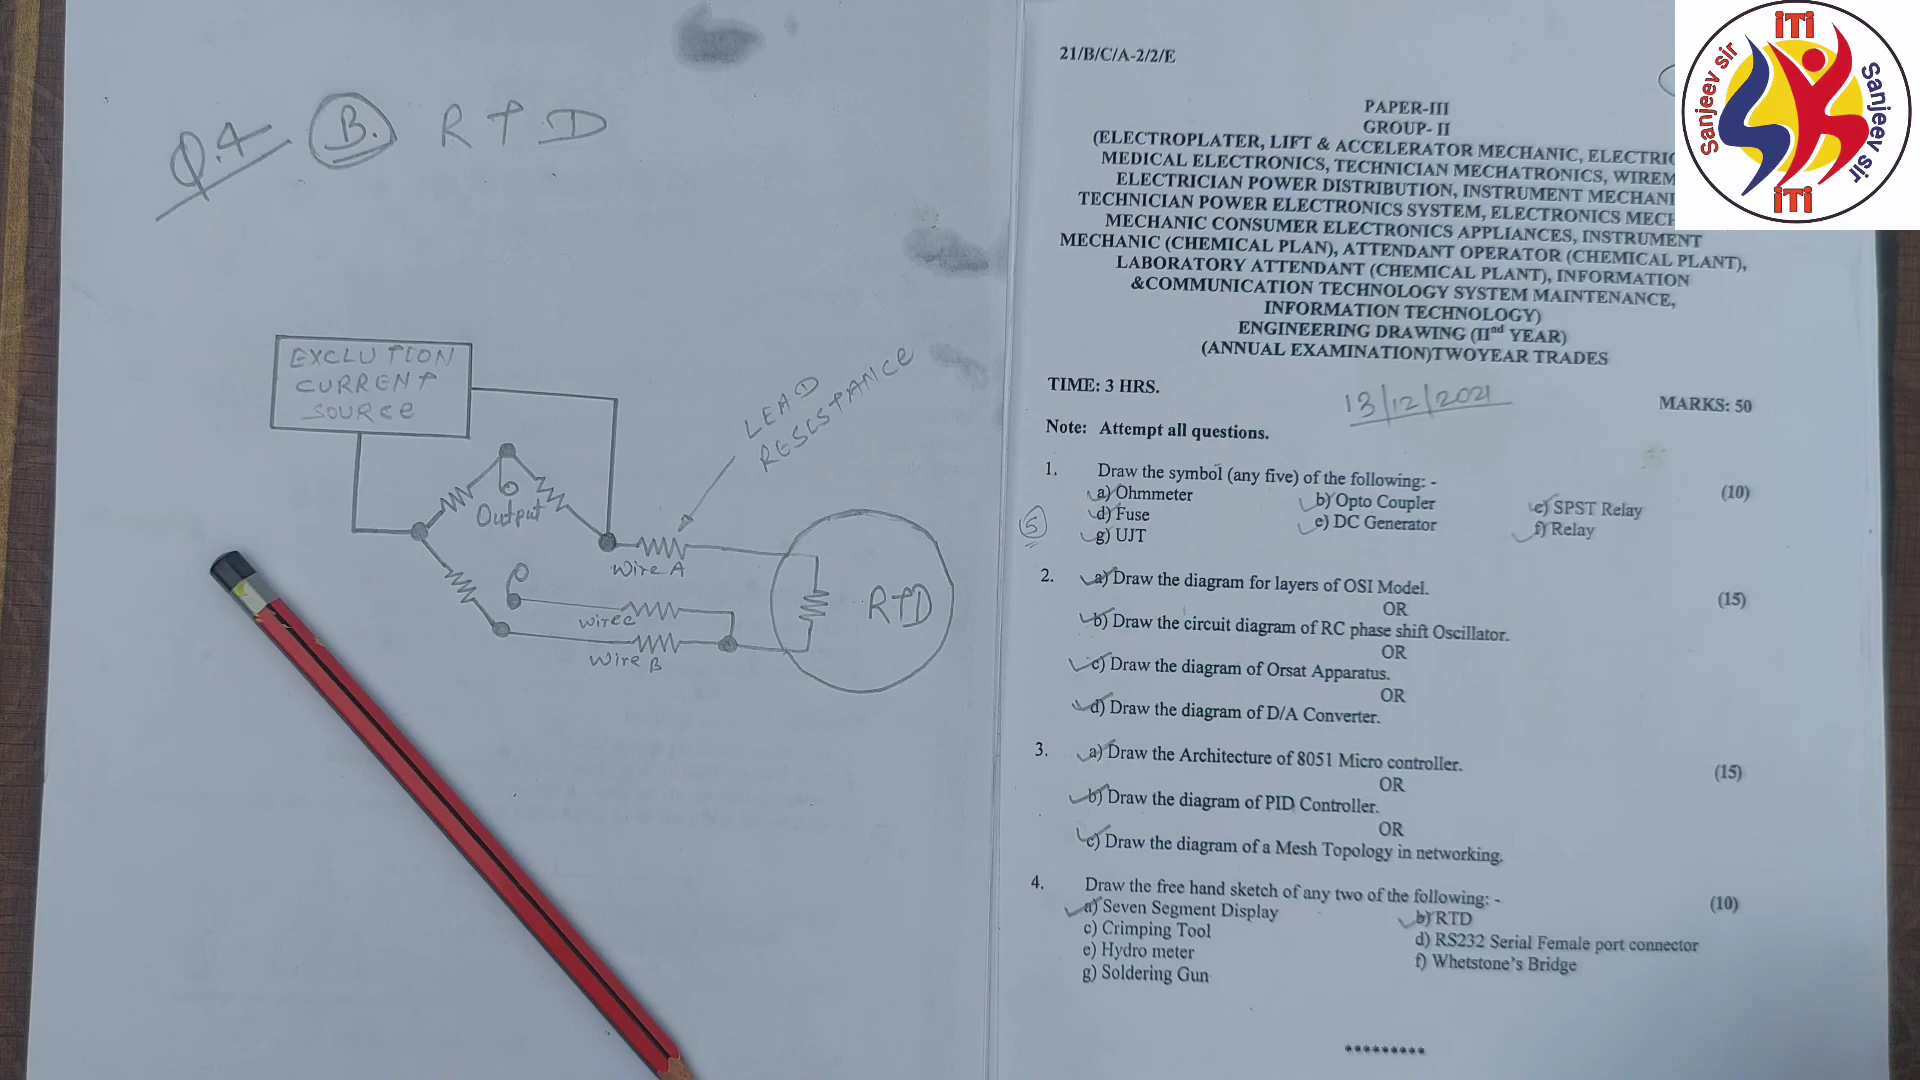 Q.4 B. RTD
EXCLUTION
CURRENT
SOURCE
LEAD
RESISTANCE
Output
Wire A
Wire C
Wire B
RTD
21/B/C/A-2/2/E
PAPER-III
GROUP- II
(ELECTROPLATER, LIFT & ACCELERATOR MECHANIC, ELECTRIC
MEDICAL ELECTRONICS, TECHNICIAN MECHATRONICS, WIREM
ELECTRICIAN POWER DISTRIBUTION, INSTRUMENT MECHANI
TECHNICIAN POWER ELECTRONICS SYSTEM, ELECTRONICS MECH
MECHANIC CONSUMER ELECTRONICS APPLIANCES, INSTRUMENT
MECHANIC (CHEMICAL PLAN), ATTENDANT OPERATOR (CHEMICAL PLANT),
LABORATORY ATTENDANT (CHEMICAL PLANT), INFORMATION
&COMMUNICATION TECHNOLOGY SYSTEM MAINTENANCE,
INFORMATION TECHNOLOGY)
ENGINEERING DRAWING (IInd YEAR)
(ANNUAL EXAMINATION)TWOYEAR TRADES
TIME: 3 HRS.
13/12/2021
MARKS: 50
Note: Attempt all questions.
1. Draw the symbol (any five) of the following: - (10)
a) Ohmmeter b) Opto Coupler c) SPST Relay
5 d) Fuse e) DC Generator f) Relay
g) UJT
2. a) Draw the diagram for layers of OSI Model. (15)
OR
b) Draw the circuit diagram of RC phase shift Oscillator.
OR
c) Draw the diagram of Orsat Apparatus.
OR
d) Draw the diagram of D/A Converter.
3. a) Draw the Architecture of 8051 Micro controller. (15)
OR
b) Draw the diagram of PID Controller.
OR
c) Draw the diagram of a Mesh Topology in networking.
4. Draw the free hand sketch of any two of the following: - (10)
a) Seven Segment Display b) RTD
c) Crimping Tool d) RS232 Serial Female port connector
e) Hydro meter f) Whetstone's Bridge
g) Soldering Gun
*********
iTi
Sanjeev sir
Sanjeev sir
iTi